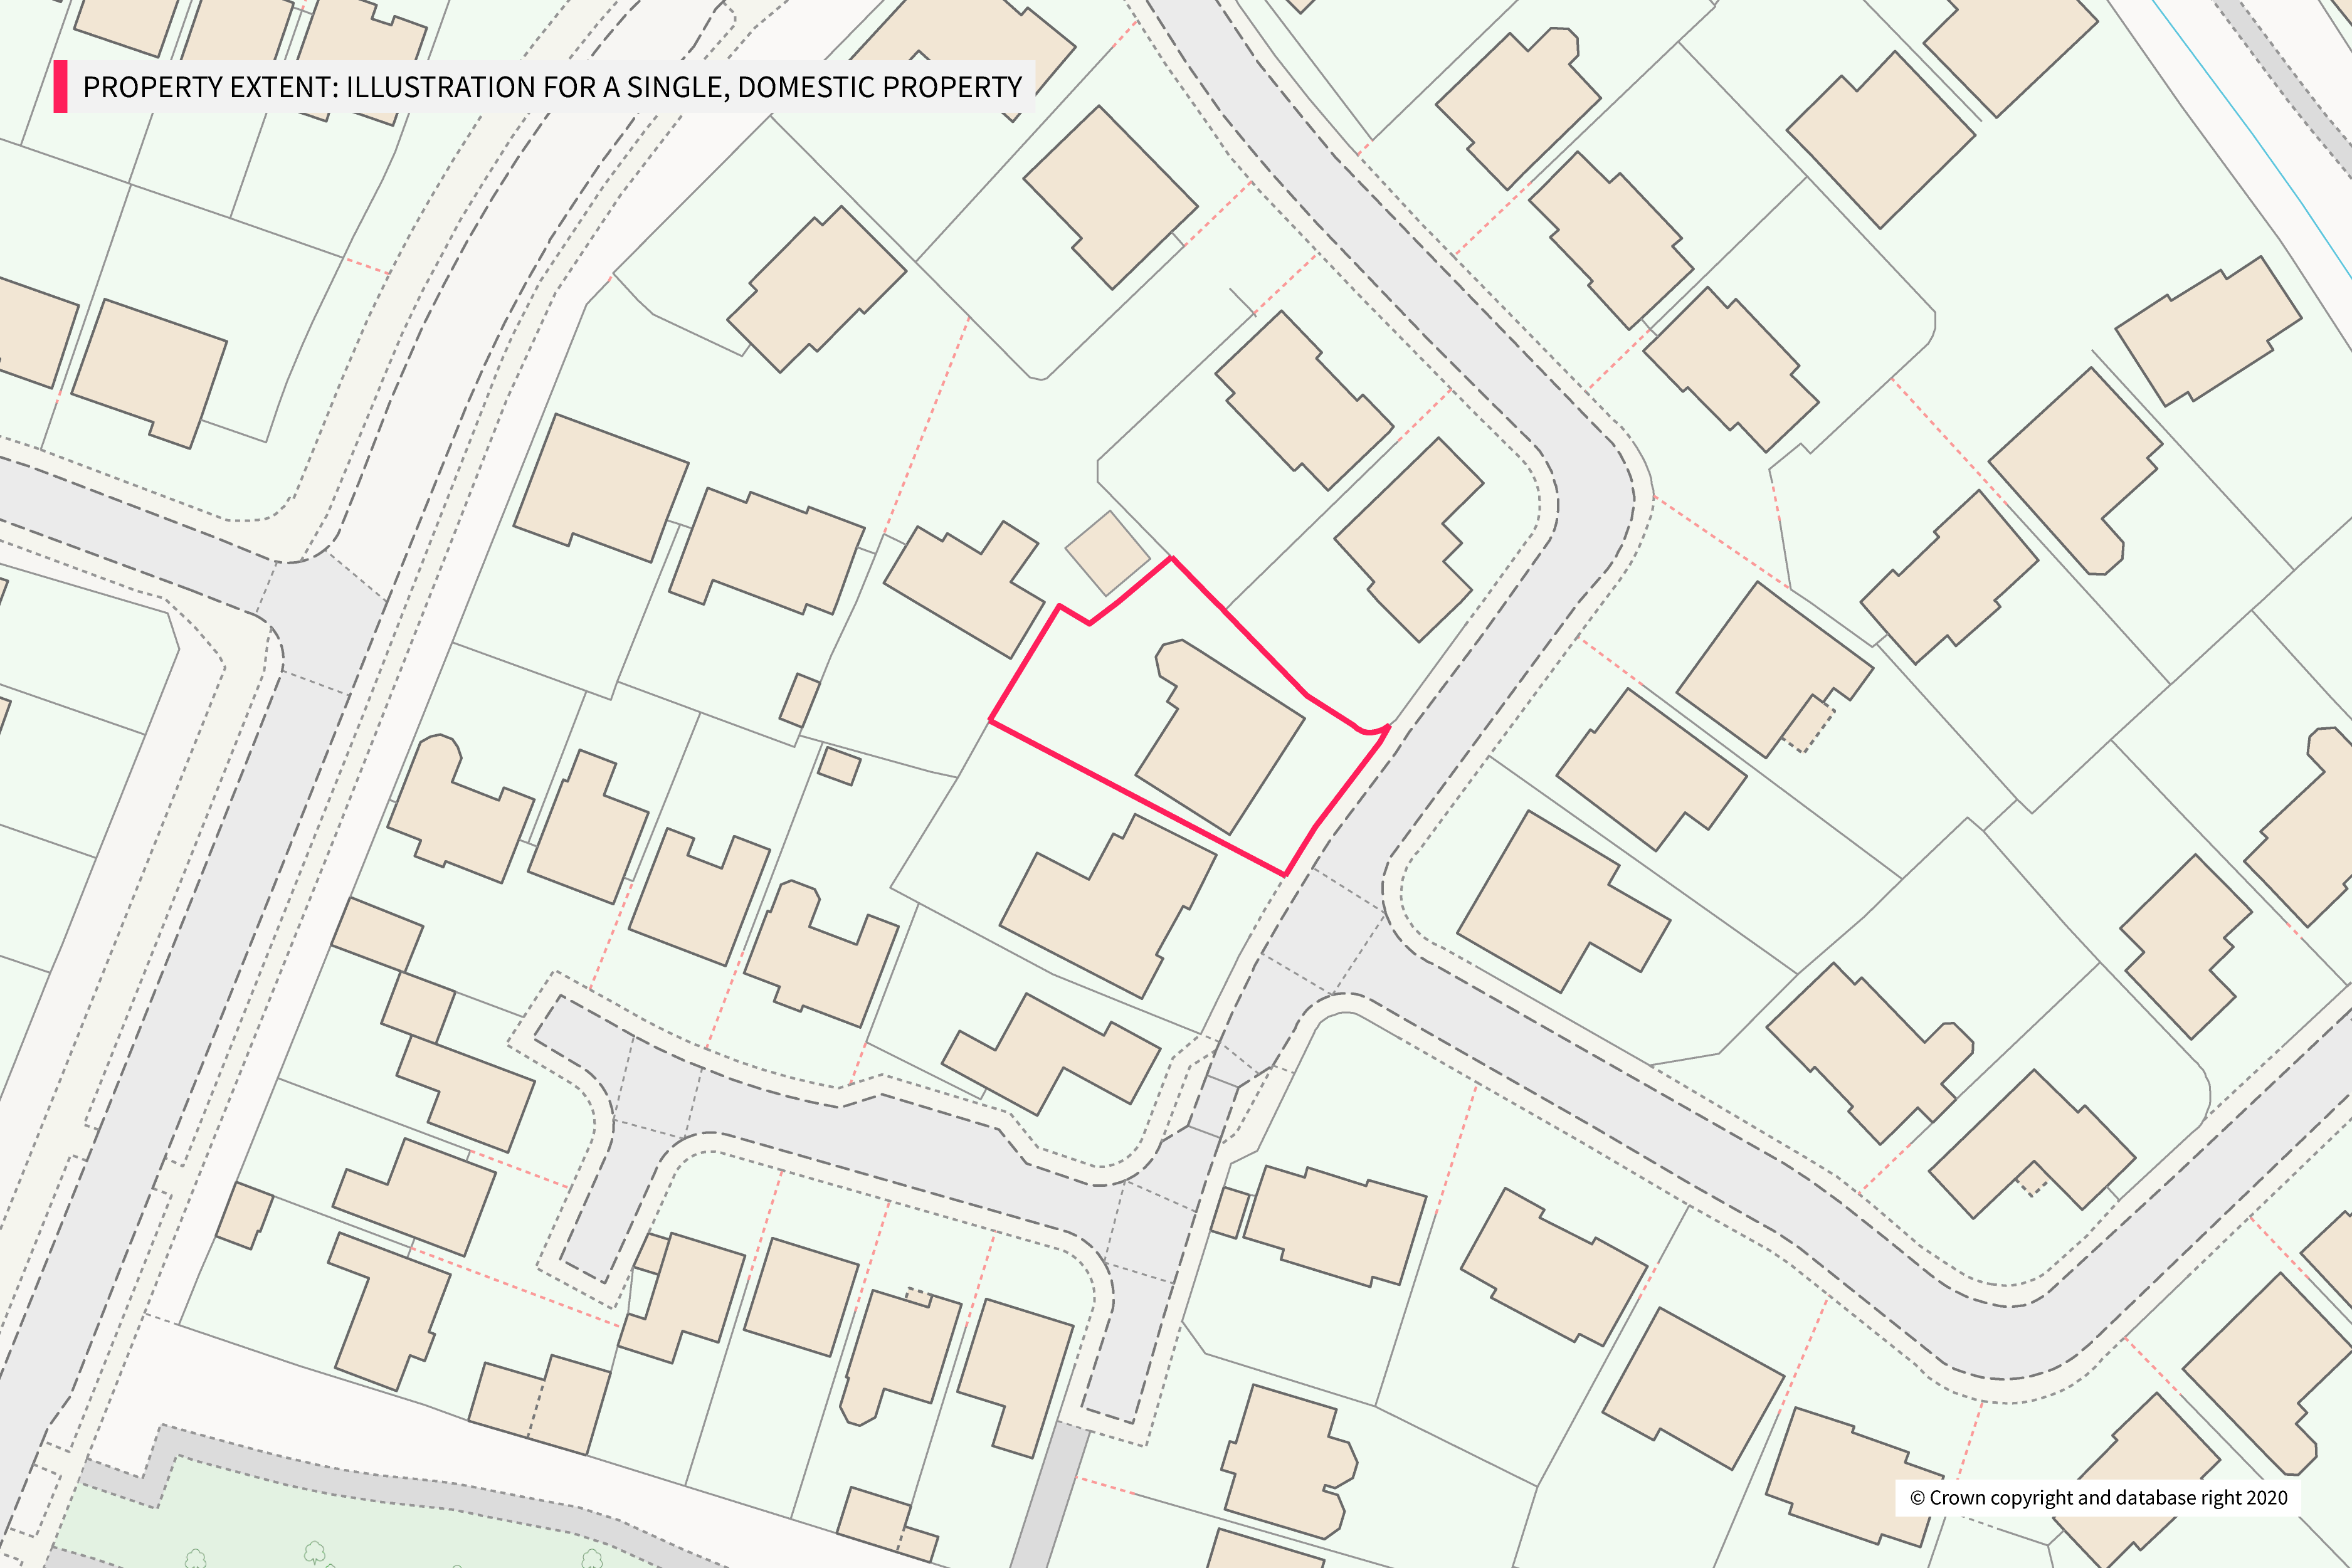 PROPERTY EXTENT: ILLUSTRATION FOR A SINGLE, DOMESTIC PROPERTY
© Crown copyright and database right 2020